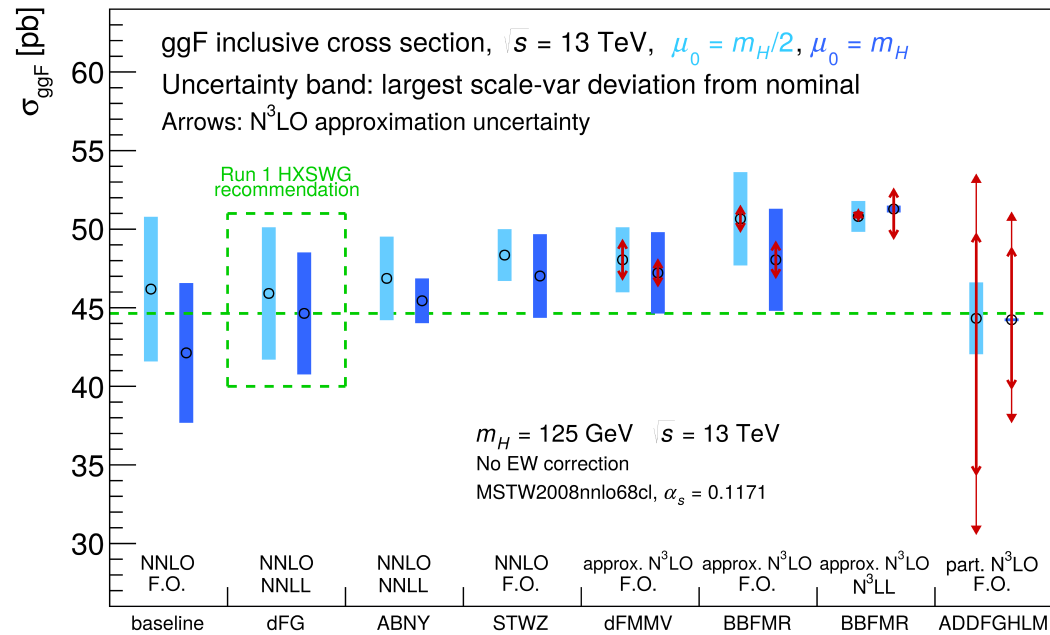 σggF [pb]
ggF inclusive cross section, √s = 13 TeV, μ0 = mH/2, μ0 = mH
Uncertainty band: largest scale-var deviation from nominal
Arrows: N³LO approximation uncertainty
Run 1 HXSWG
recommendation
60
55
50
45
40
35
30
mH = 125 GeV √s = 13 TeV
No EW correction
MSTW2008nnlo68cl, αs = 0.1171
NNLO NNLO NNLO NNLO approx. N³LO approx. N³LO approx. N³LO part. N³LO
F.O. NNLL NNLL F.O. F.O. F.O. N³LL F.O.
baseline dFG ABNY STWZ dFMMV BBFMR BBFMR ADDFGHLM